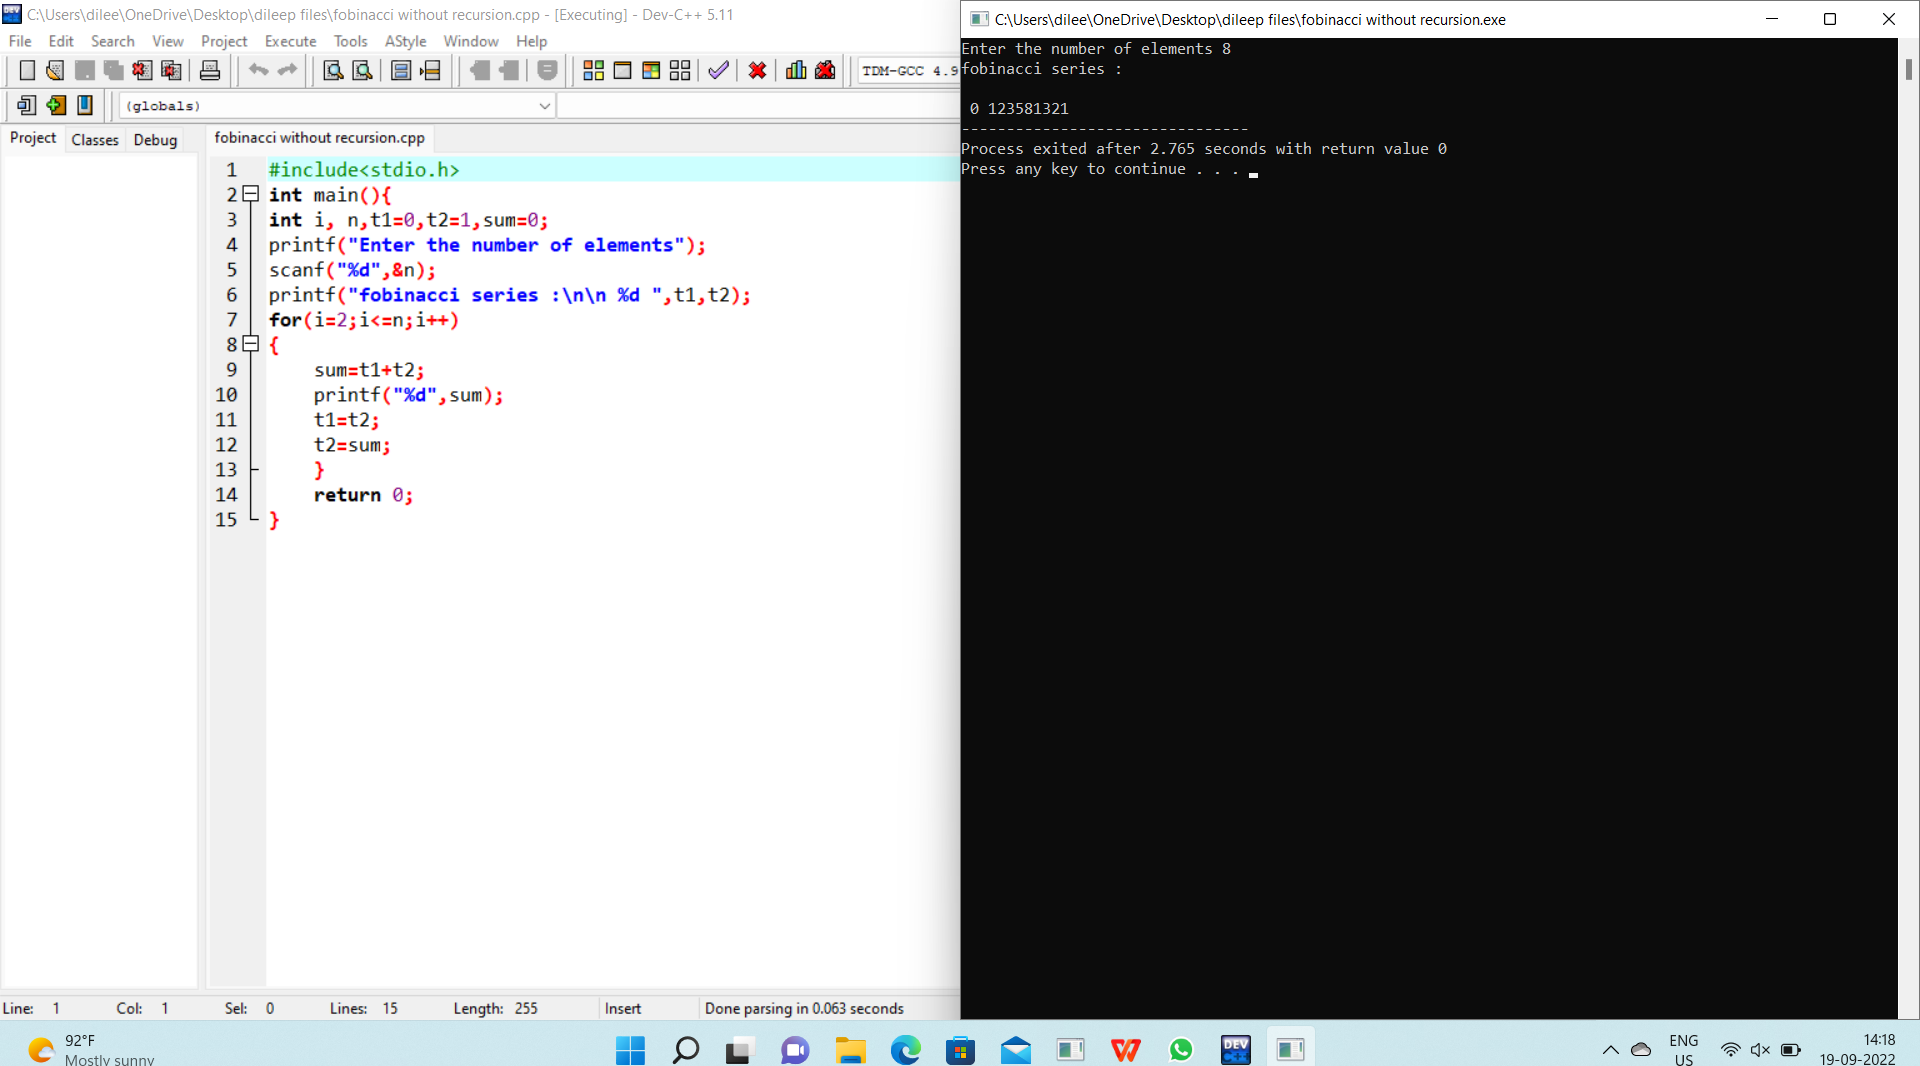 C:\Users\dilee\OneDrive\Desktop\dileep files\fobinacci without recursion.cpp - [Executing] - Dev-C++ 5.11
File Edit Search View Project Execute Tools AStyle Window Help
TDM-GCC 4.9
(globals)
Project Classes Debug
fobinacci without recursion.cpp
1 #include<stdio.h>
2 int main(){
3 int i, n,t1=0,t2=1,sum=0;
4 printf("Enter the number of elements");
5 scanf("%d",&n);
6 printf("fobinacci series :\n\n %d ",t1,t2);
7 for(i=2;i<=n;i++)
8 {
9 sum=t1+t2;
10 printf("%d",sum);
11 t1=t2;
12 t2=sum;
13 }
14 return 0;
15 }
Line: 1 Col: 1 Sel: 0 Lines: 15 Length: 255 Insert Done parsing in 0.063 seconds
C:\Users\dilee\OneDrive\Desktop\dileep files\fobinacci without recursion.exe
Enter the number of elements 8
fobinacci series :
0 123581321
--------------------------------
Process exited after 2.765 seconds with return value 0
Press any key to continue . . .
92°F
Mostly sunny
DEV
C++
ENG
US
14:18
19-09-2022